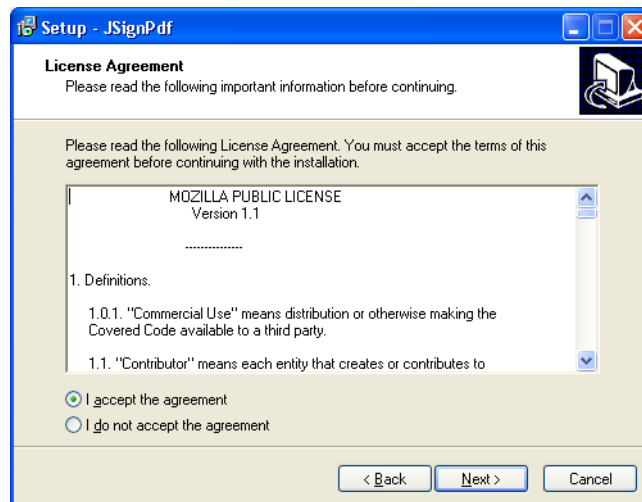 Setup - JSignPdf
License Agreement
Please read the following important information before continuing.
Please read the following License Agreement. You must accept the terms of this
agreement before continuing with the installation.
MOZILLA PUBLIC LICENSE
Version 1.1
---------------
1. Definitions.
1.0.1. "Commercial Use" means distribution or otherwise making the
Covered Code available to a third party.
1.1. "Contributor" means each entity that creates or contributes to
I accept the agreement
I do not accept the agreement
< Back
Next >
Cancel